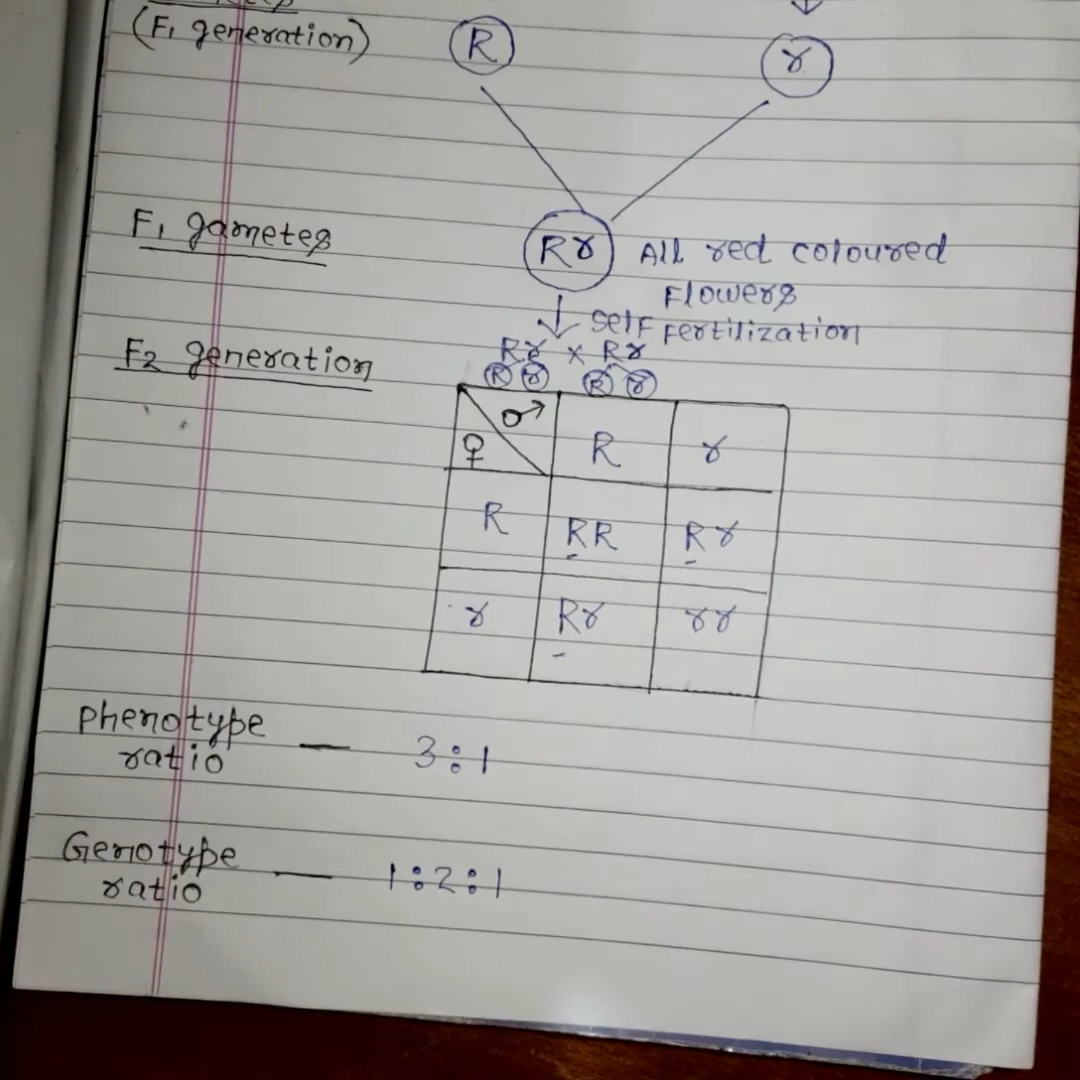 (F1 generation)
R
r
F1 gametes
Rr
All red coloured
Flowers
self fertilization
F2 generation
Rr x Rr
R r R r
♂
♀
R r
R RR Rr
r Rr rr
Phenotype
ratio — 3:1
Genotype
ratio — 1:2:1